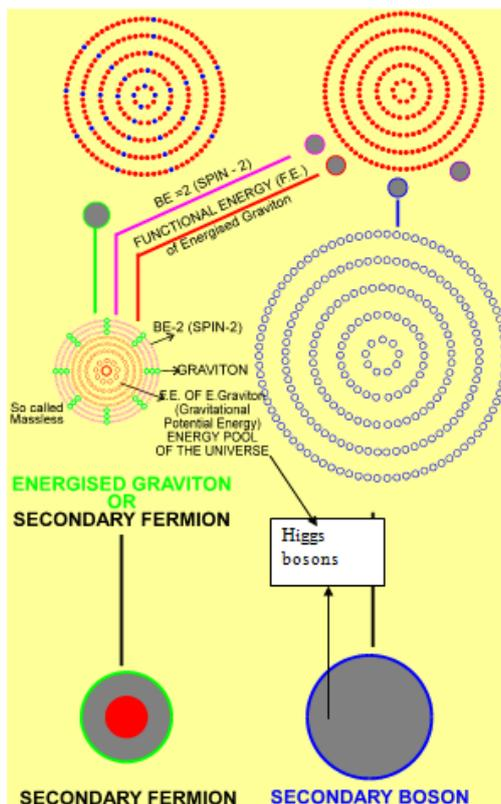 BE =2 (SPIN - 2)
FUNCTIONAL ENERGY (F.E.)
of Energised Graviton
BE-2 (SPIN-2)
GRAVITON
So called
Massless
F.E. OF E.Graviton
(Gravitational
Potential Energy)
ENERGY POOL
OF THE UNIVERSE
ENERGISED GRAVITON
OR
SECONDARY FERMION
Higgs
bosons
SECONDARY FERMION
SECONDARY BOSON